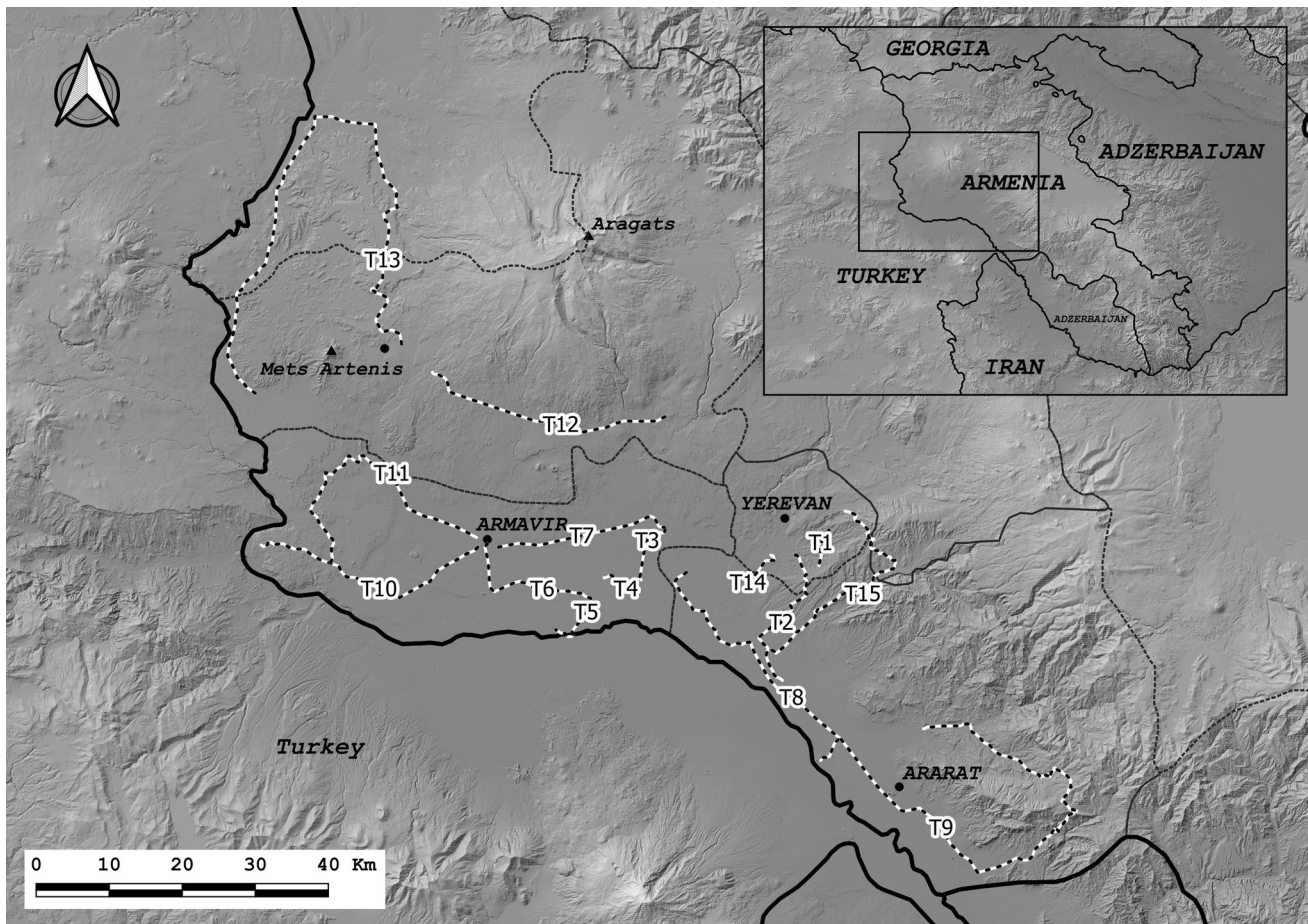 GEORGIA
ADZERBAIJAN
ARMENIA
TURKEY
ADZERBAIJAN
IRAN
Aragats
T13
Mets Artenis
T12
T11
YEREVAN
ARMAVIR
T7
T3
T1
T14
T10
T6
T4
T15
T5
T2
T8
Turkey
ARARAT
T9
0 10 20 30 40 Km